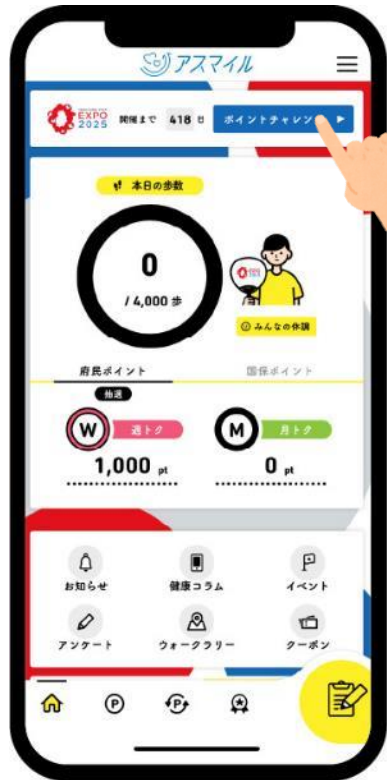 アスマイル
EXPO
2025
開催まで 418 日 ポイントチャレン
本日の歩数
0
/ 4,000 歩
みんなの体調
府民ポイント 国保ポイント
抽選
W 週トク M 月トク
1,000 pt 0 pt
お知らせ 健康コラム イベント
アンケート ウォークラリー クーポン
P P